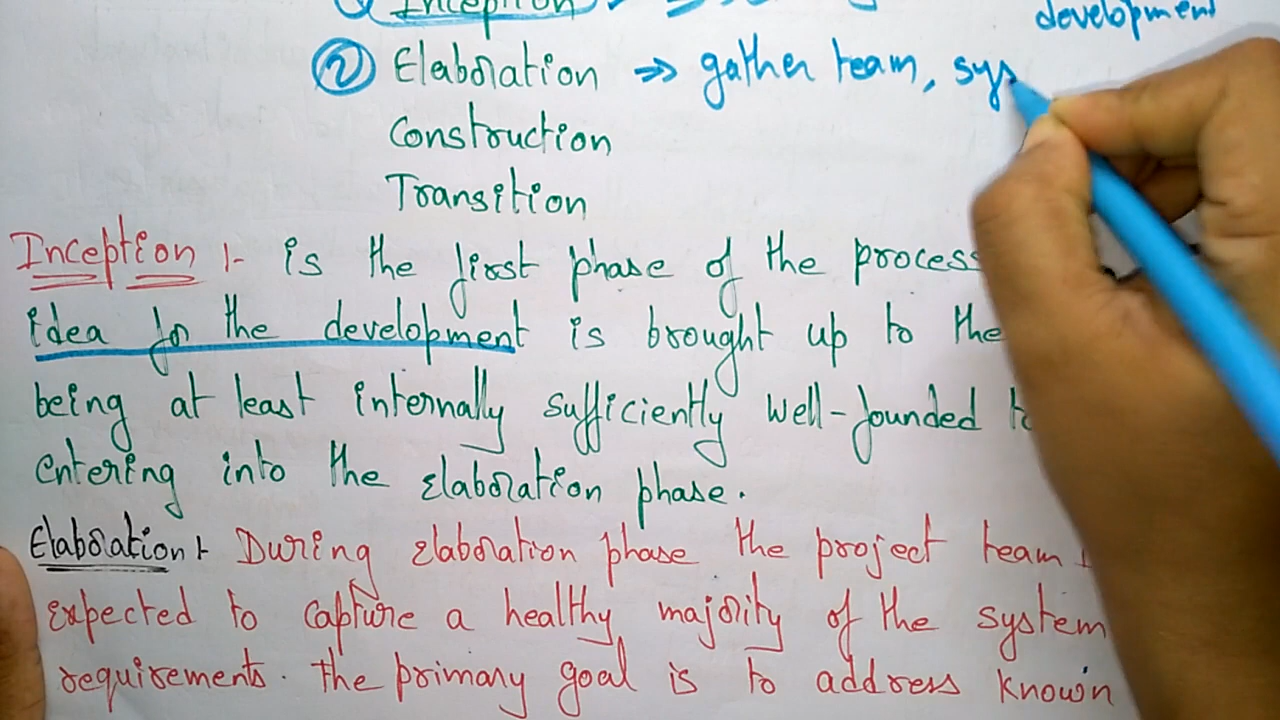 ① Inception ⇒
development
② Elaboration ⇒ gather team, sys
Construction
Transition
Inception :- is the first phase of the process
idea for the development is brought up to the
being at least internally sufficiently well-founded to
entering into the elaboration phase.
Elaboration :- During elaboration phase the project team
expected to capture a healthy majority of the system
requirements. the primary goal is to address known